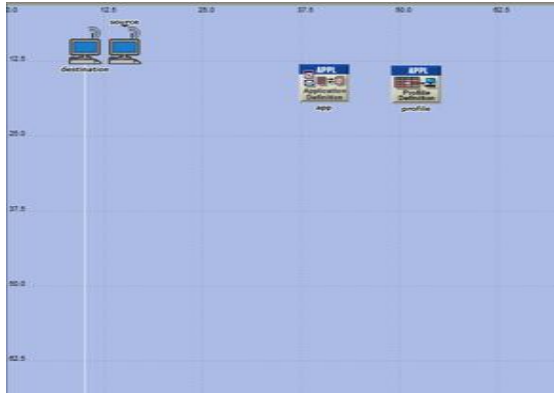 0.0 12.5 25.0 37.5 50.0 62.5
source
destination
12.5
APPL
Application
Definition
app
APPL
Profile
Definition
profile
25.0
37.5
50.0
62.5